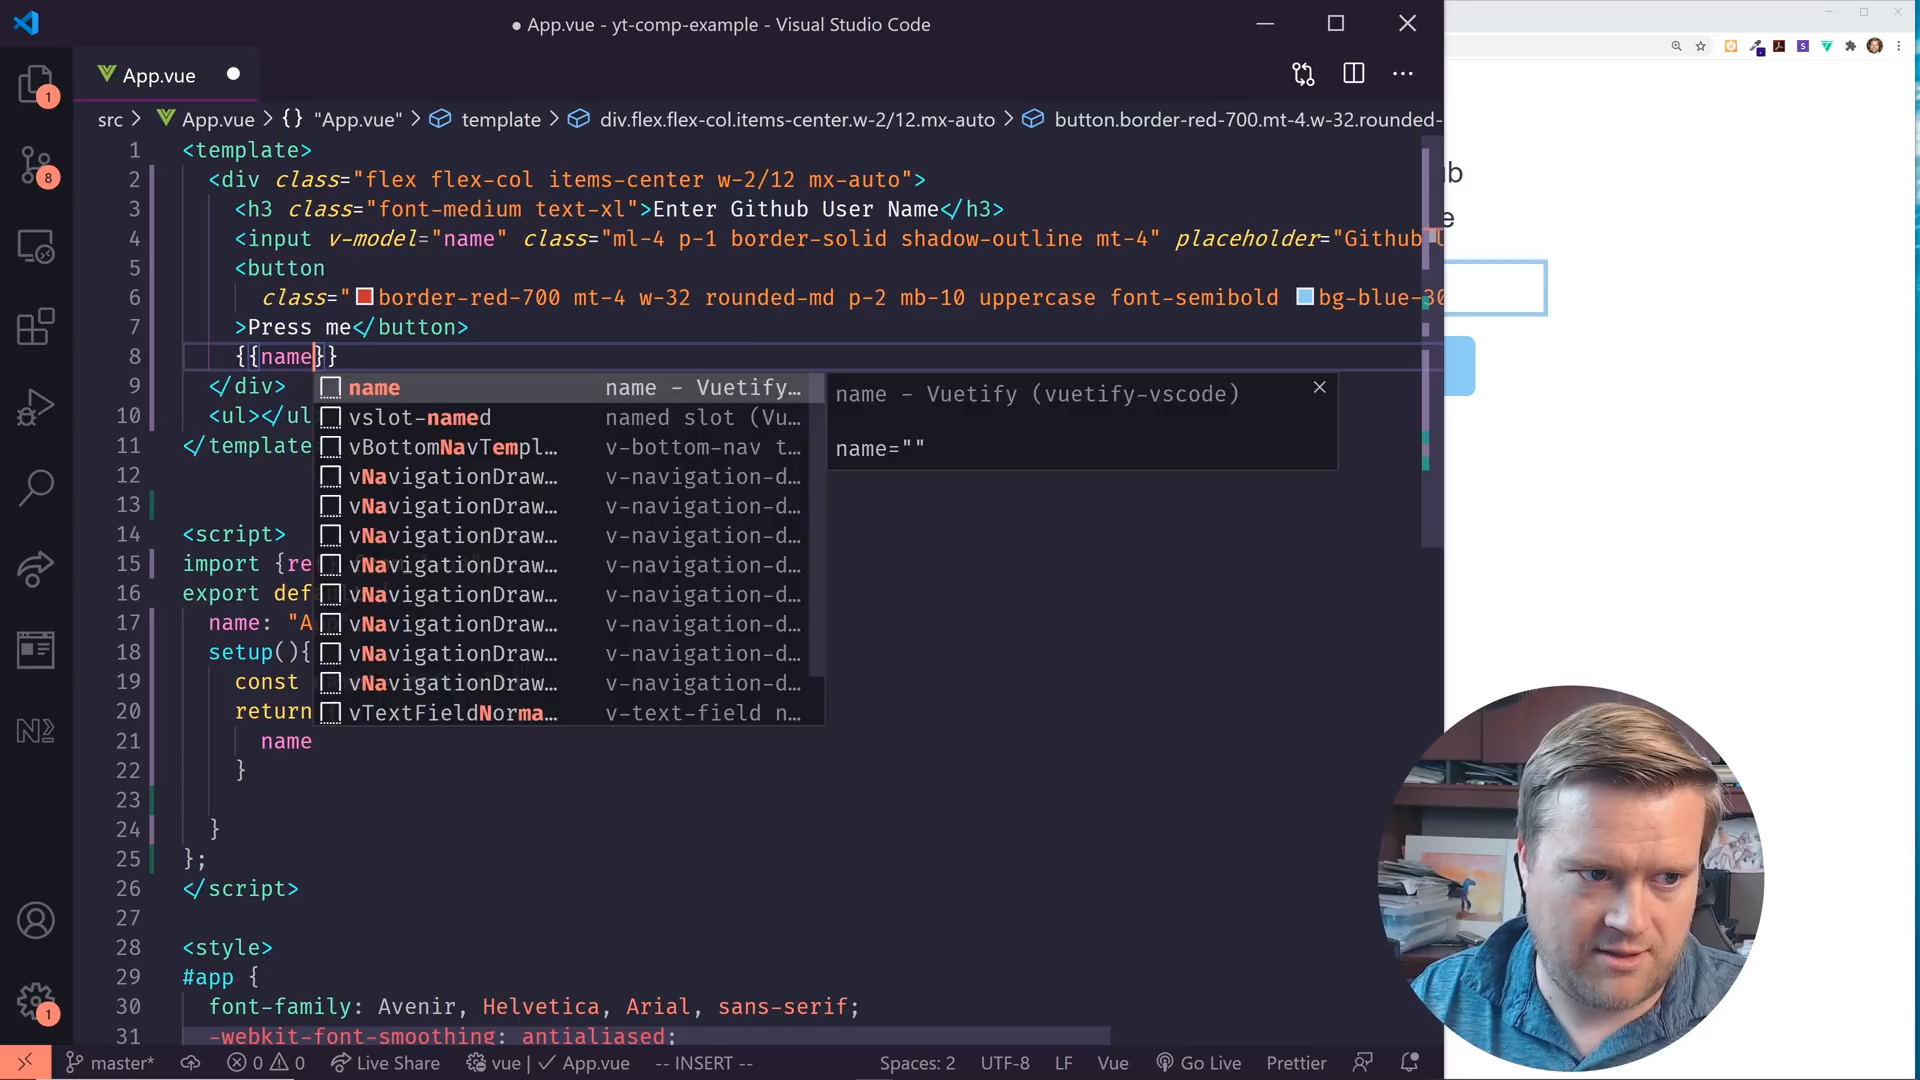 ● App.vue - yt-comp-example - Visual Studio Code
App.vue
src > App.vue > {} "App.vue" > template > div.flex.flex-col.items-center.w-2/12.mx-auto > button.border-red-700.mt-4.w-32.rounded-
1 <template>
2 <div class="flex flex-col items-center w-2/12 mx-auto">
3 <h3 class="font-medium text-xl">Enter Github User Name</h3>
4 <input v-model="name" class="ml-4 p-1 border-solid shadow-outline mt-4" placeholder="Github
5 <button
6 class="border-red-700 mt-4 w-32 rounded-md p-2 mb-10 uppercase font-semibold bg-blue-30
7 >Press me</button>
8 {{name}}
9 </div>
10 <ul></ul
11 </template
12
13
14 <script>
15 import {re
16 export def
17 name: "A
18 setup(){
19 const
20 return
21 name
22 }
23
24 }
25 };
26 </script>
27
28 <style>
29 #app {
30 font-family: Avenir, Helvetica, Arial, sans-serif;
31 -webkit-font-smoothing: antialiased;
name name – Vuetify…
vslot-named named slot (Vu…
vBottomNavTempl… v-bottom-nav t…
vNavigationDraw… v-navigation-d…
vNavigationDraw… v-navigation-d…
vNavigationDraw… v-navigation-d…
vNavigationDraw… v-navigation-d…
vNavigationDraw… v-navigation-d…
vNavigationDraw… v-navigation-d…
vNavigationDraw… v-navigation-d…
vNavigationDraw… v-navigation-d…
vTextFieldNorma… v-text-field n…
name – Vuetify (vuetify-vscode)
name=""
1
8
1
master*
0
0
Live Share
vue | ✓ App.vue
-- INSERT --
Spaces: 2
UTF-8
LF
Vue
Go Live
Prettier
b
e